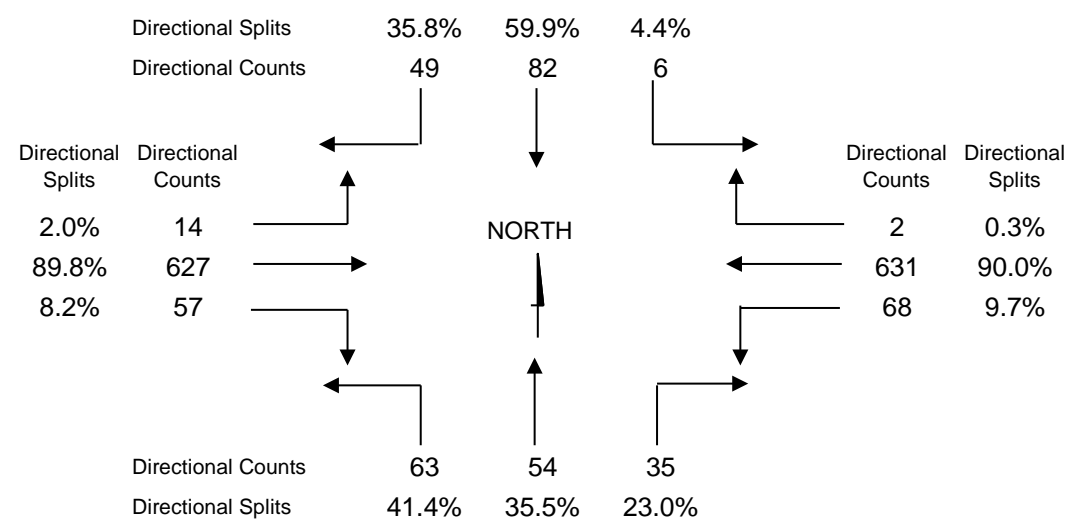 Directional Splits 35.8% 59.9% 4.4%
Directional Counts 49 82 6
Directional Directional Directional Directional
Splits Counts Counts Splits
2.0% 14 NORTH 2 0.3%
89.8% 627 631 90.0%
8.2% 57 68 9.7%
Directional Counts 63 54 35
Directional Splits 41.4% 35.5% 23.0%